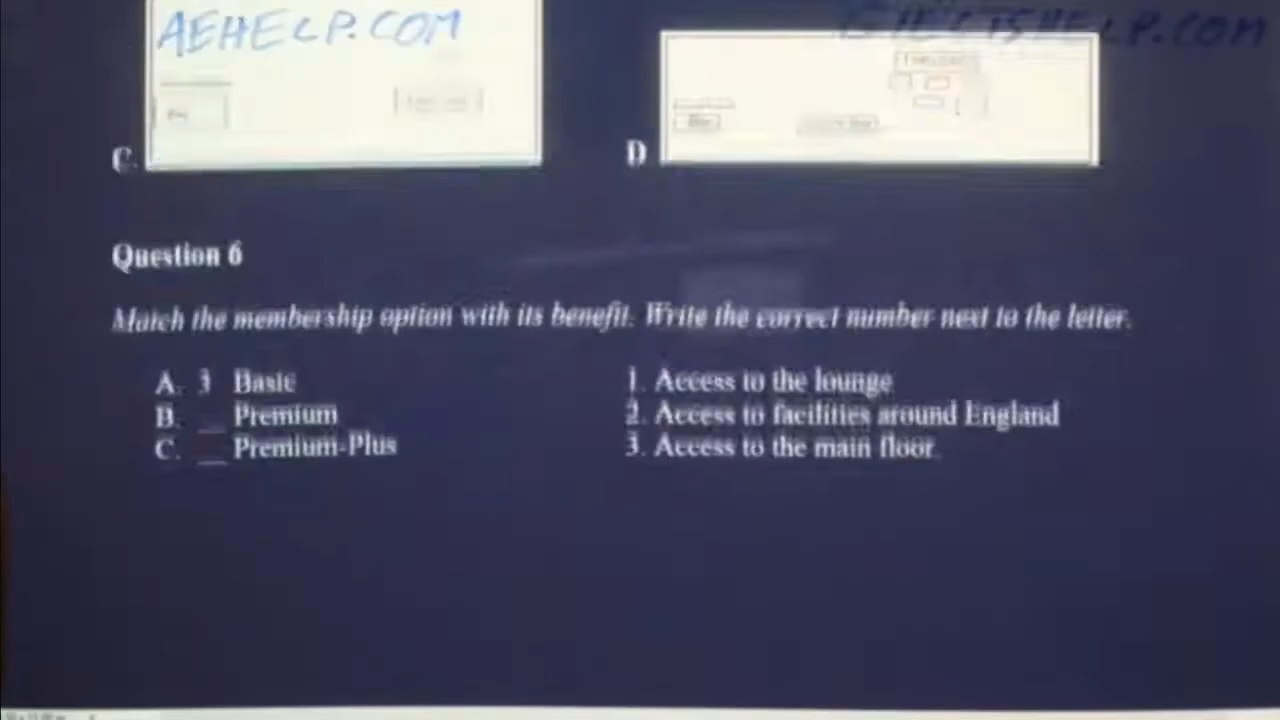 AEHELP.COM
GIELTSHELP.COM
C.
D
Question 6
Match the membership option with its benefit. Write the correct number next to the letter.
A. 3 Basic
1. Access to the lounge
B. __ Premium
2. Access to facilities around England
C. __ Premium-Plus
3. Access to the main floor.